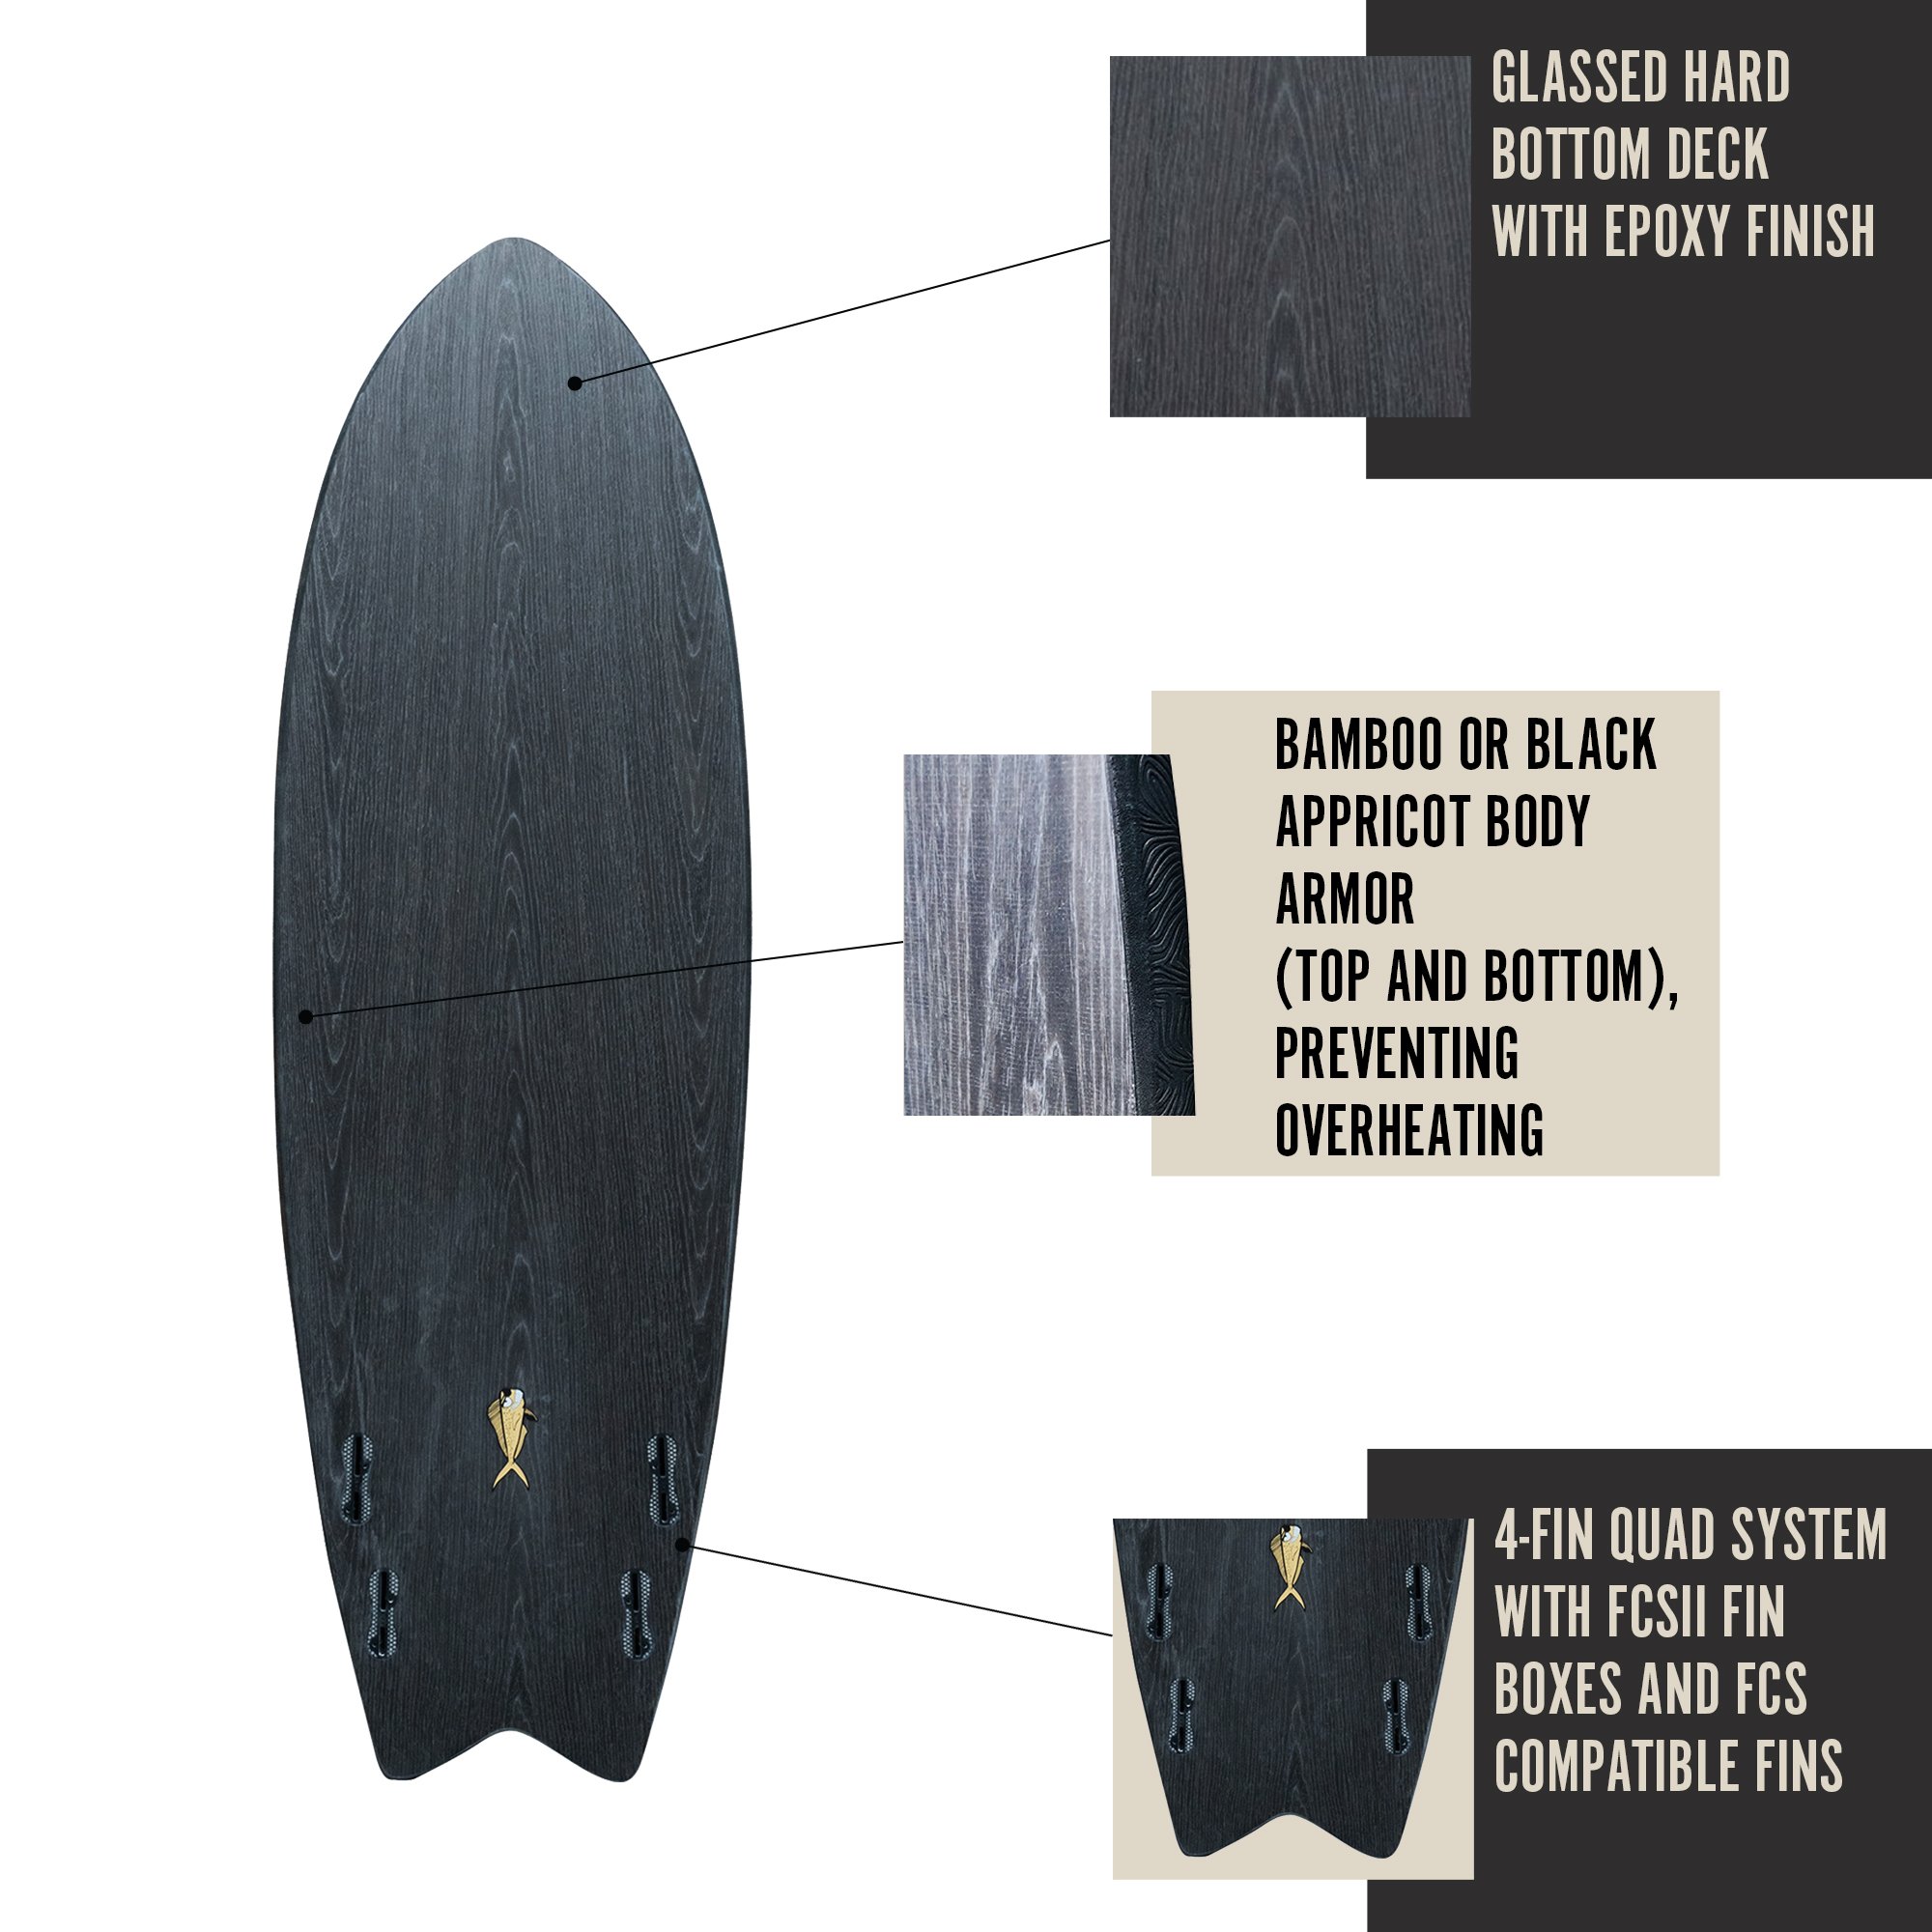 GLASSED HARD
BOTTOM DECK
WITH EPOXY FINISH
BAMBOO OR BLACK
APPRICOT BODY
ARMOR
(TOP AND BOTTOM),
PREVENTING
OVERHEATING
4-FIN QUAD SYSTEM
WITH FCSII FIN
BOXES AND FCS
COMPATIBLE FINS